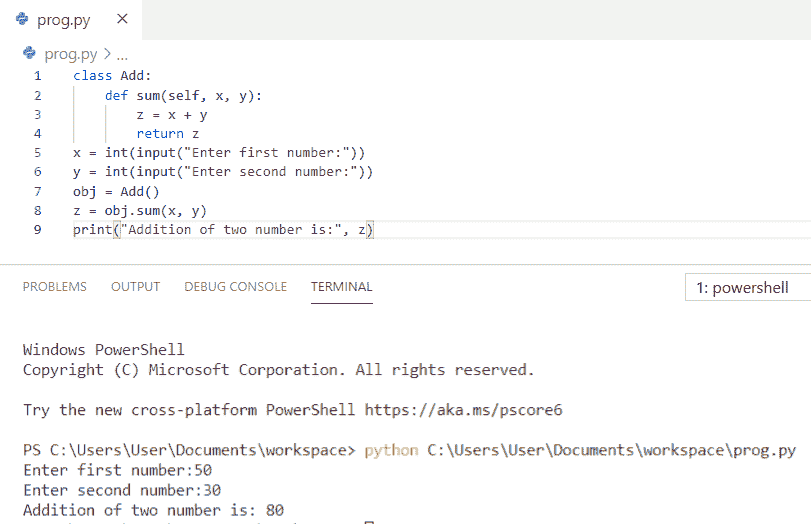 prog.py ×
prog.py > ...
1 class Add:
2     def sum(self, x, y):
3         z = x + y
4         return z
5 x = int(input("Enter first number:"))
6 y = int(input("Enter second number:"))
7 obj = Add()
8 z = obj.sum(x, y)
9 print("Addition of two number is:", z)
PROBLEMS OUTPUT DEBUG CONSOLE TERMINAL 1: powershell
Windows PowerShell
Copyright (C) Microsoft Corporation. All rights reserved.
Try the new cross-platform PowerShell https://aka.ms/pscore6
PS C:\Users\User\Documents\workspace> python C:\Users\User\Documents\workspace\prog.py
Enter first number:50
Enter second number:30
Addition of two number is: 80